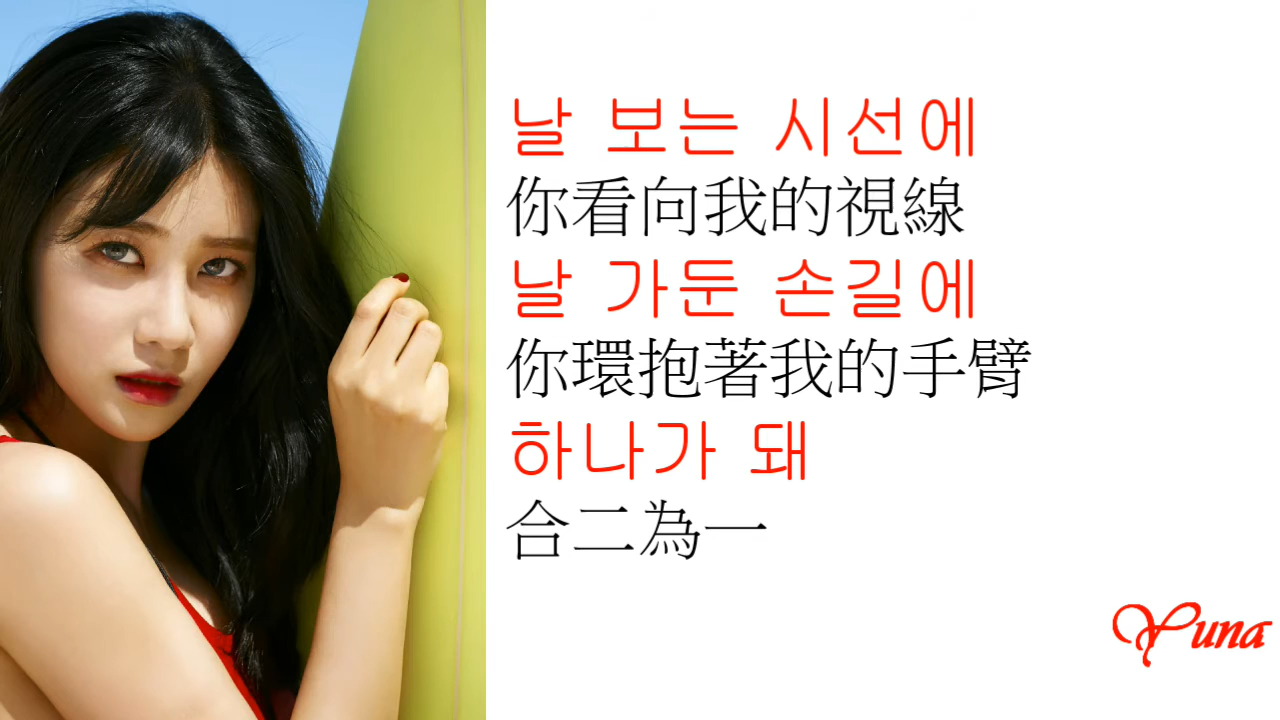 날 보는 시선에
你看向我的視線
날 가둔 손길에
你環抱著我的手臂
하나가 돼
合二為一
Yuna